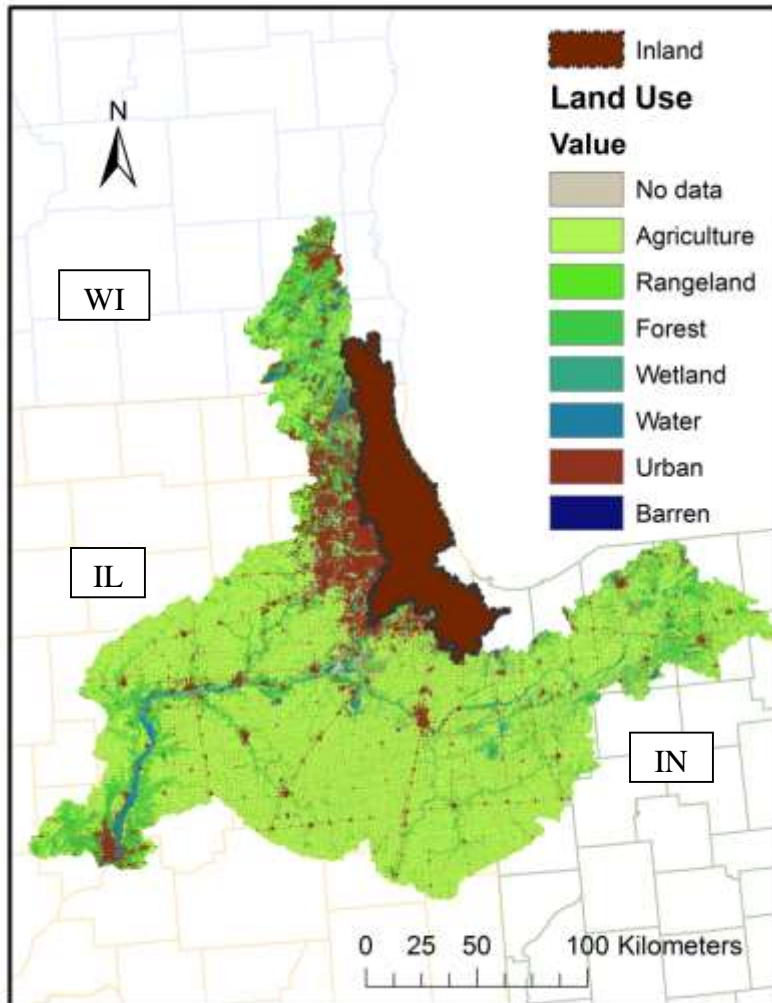 Inland
Land Use
Value
No data
Agriculture
Rangeland
Forest
Wetland
Water
Urban
Barren
N
WI
IL
IN
0 25 50 100 Kilometers